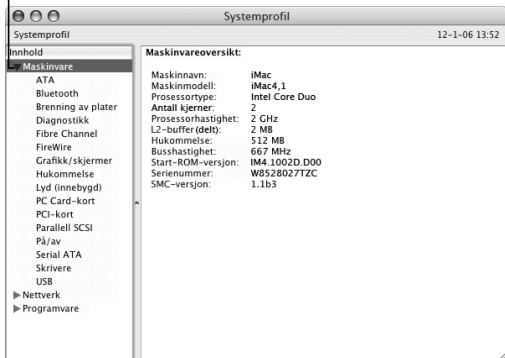 Systemprofil
Systemprofil 12-1-06 13:52
Innhold
Maskinvare
ATA
Bluetooth
Brenning av plater
Diagnostikk
Fibre Channel
FireWire
Grafikk/skjermer
Hukommelse
Lyd (innebygd)
PC Card-kort
PCI-kort
Parallell SCSI
På/av
Serial ATA
Skrivere
USB
Nettverk
Programvare
Maskinvareoversikt:
Maskinnavn: iMac
Maskinmodell: iMac4,1
Prosessortype: Intel Core Duo
Antall kjerner: 2
Prosessorhastighet: 2 GHz
L2-buffer (delt): 2 MB
Hukommelse: 512 MB
Busshastighet: 667 MHz
Start-ROM-versjon: IM4.1002D.D00
Serienummer: W8528027TZC
SMC-versjon: 1.1b3